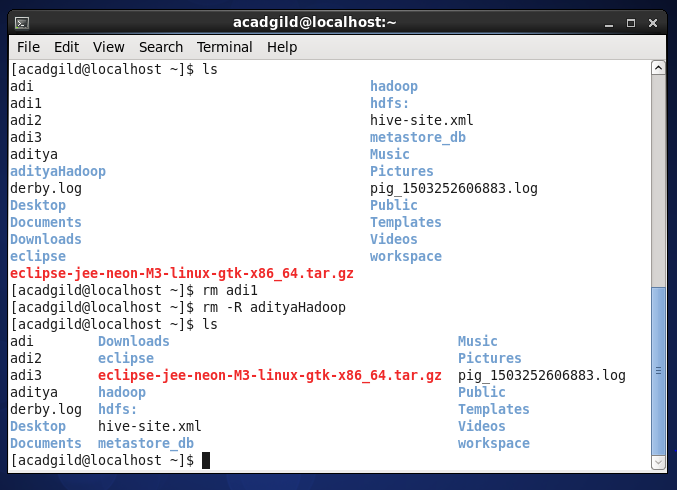 acadgild@localhost:~
File Edit View Search Terminal Help
[acadgild@localhost ~]$ ls
adi hadoop
adi1 hdfs:
adi2 hive-site.xml
adi3 metastore_db
aditya Music
adityaHadoop Pictures
derby.log pig_1503252606883.log
Desktop Public
Documents Templates
Downloads Videos
eclipse workspace
eclipse-jee-neon-M3-linux-gtk-x86_64.tar.gz
[acadgild@localhost ~]$ rm adi1
[acadgild@localhost ~]$ rm -R adityaHadoop
[acadgild@localhost ~]$ ls
adi Downloads Music
adi2 eclipse Pictures
adi3 eclipse-jee-neon-M3-linux-gtk-x86_64.tar.gz pig_1503252606883.log
aditya hadoop Public
derby.log hdfs: Templates
Desktop hive-site.xml Videos
Documents metastore_db workspace
[acadgild@localhost ~]$